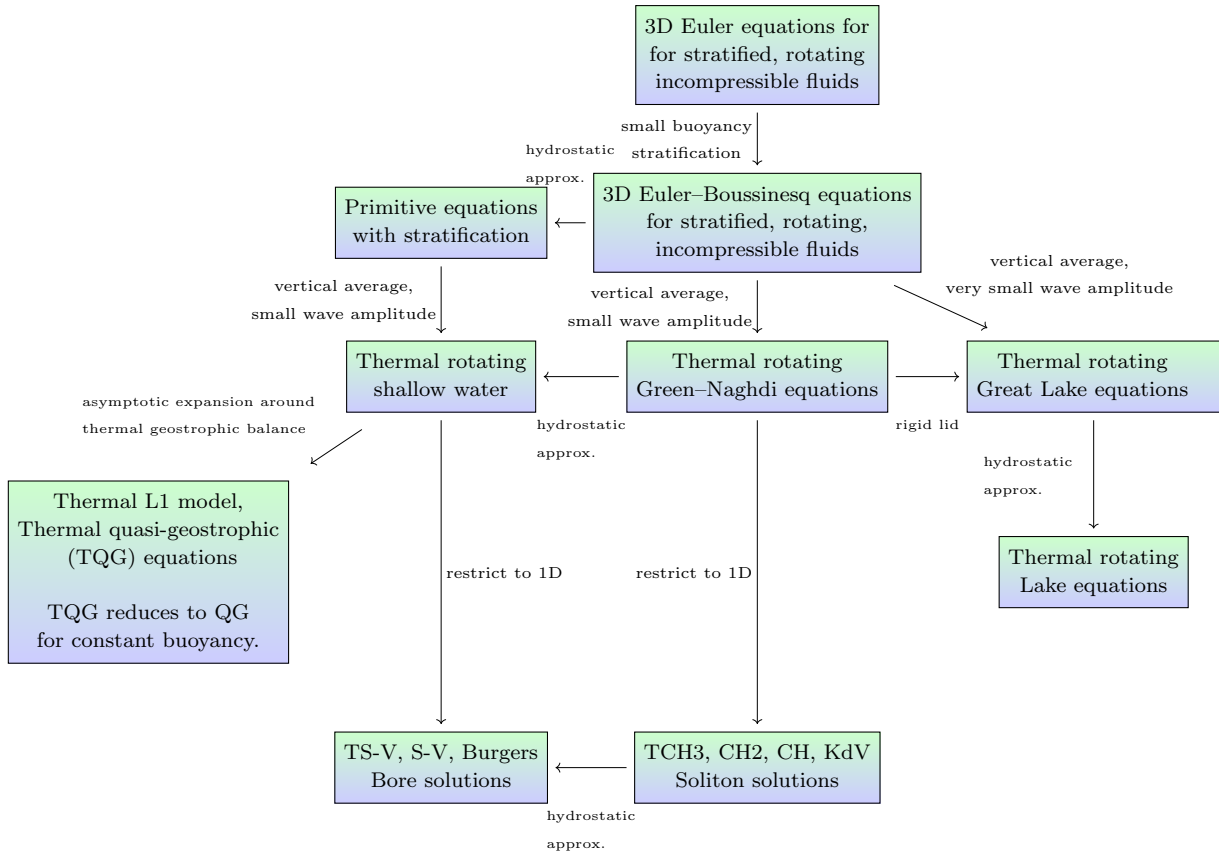 3D Euler equations for
for stratified, rotating
incompressible fluids
small buoyancy
stratification
hydrostatic
approx.
Primitive equations
with stratification
3D Euler–Boussinesq equations
for stratified, rotating,
incompressible fluids
vertical average,
small wave amplitude
vertical average,
small wave amplitude
vertical average,
very small wave amplitude
Thermal rotating
shallow water
Thermal rotating
Green–Naghdi equations
Thermal rotating
Great Lake equations
asymptotic expansion around
thermal geostrophic balance
hydrostatic
approx.
rigid lid
hydrostatic
approx.
Thermal L1 model,
Thermal quasi-geostrophic
(TQG) equations
TQG reduces to QG
for constant buoyancy.
restrict to 1D
restrict to 1D
Thermal rotating
Lake equations
TS-V, S-V, Burgers
Bore solutions
TCH3, CH2, CH, KdV
Soliton solutions
hydrostatic
approx.